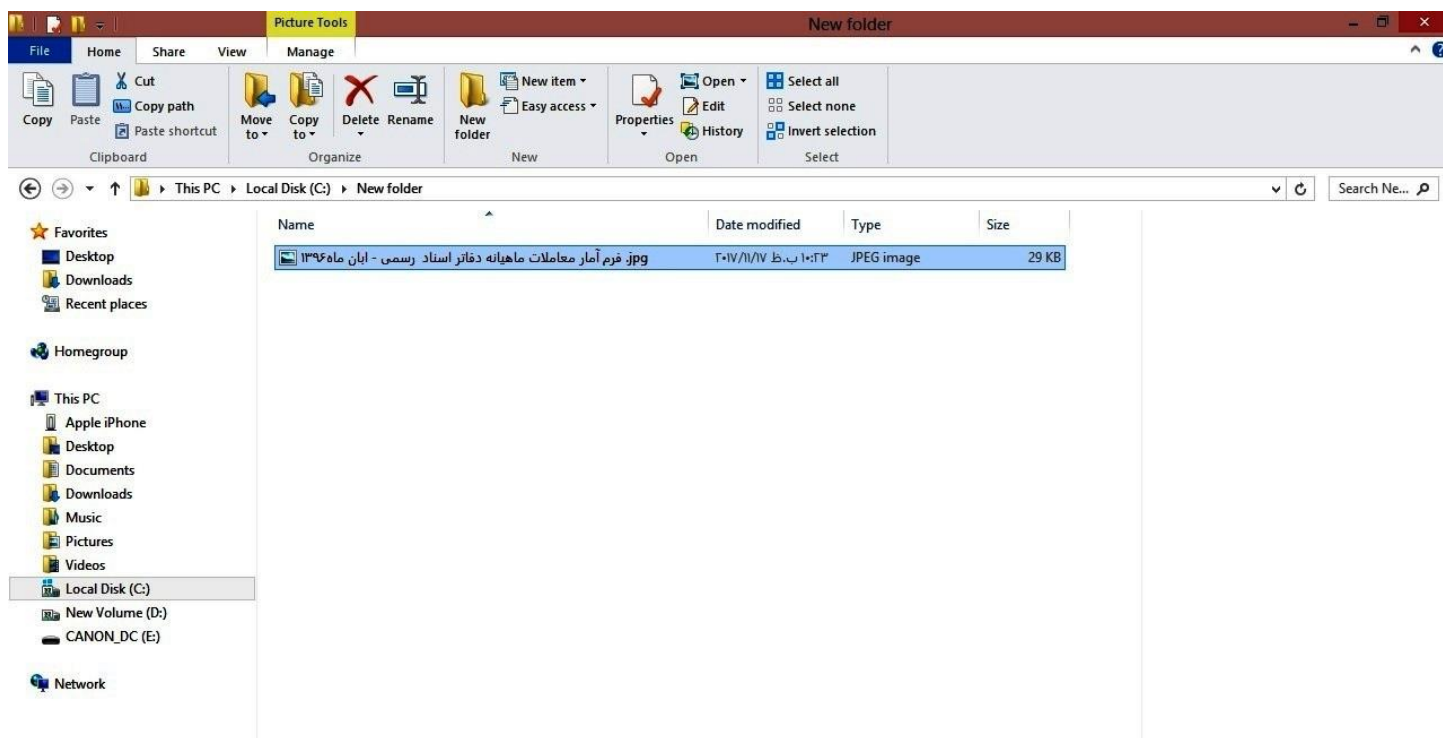 Picture Tools
New folder
File Home Share View Manage
Copy
Paste
Cut
Copy path
Paste shortcut
Clipboard
Move to
Copy to
Delete
Rename
Organize
New folder
New item
Easy access
New
Properties
Open
Edit
History
Open
Select all
Select none
Invert selection
Select
This PC Local Disk (C:) New folder
Search Ne...
Name Date modified Type Size
فرم آمار معاملات ماهیانه دفاتر اسناد رسمی - ابان ماه۱۳۹۶ .jpg ۲۰۱۷/۱۱/۱۷ ب.ظ ۱۰:۲۳ JPEG image 29 KB
Favorites
Desktop
Downloads
Recent places
Homegroup
This PC
Apple iPhone
Desktop
Documents
Downloads
Music
Pictures
Videos
Local Disk (C:)
New Volume (D:)
CANON_DC (E:)
Network